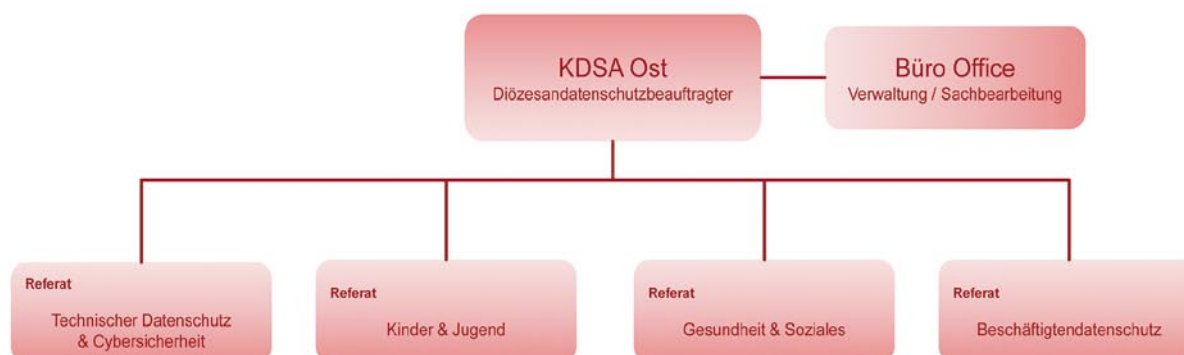 KDSA Ost
Diözesandatenschutzbeauftragter
Büro Office
Verwaltung / Sachbearbeitung
Referat
Technischer Datenschutz
& Cybersicherheit
Referat
Kinder & Jugend
Referat
Gesundheit & Soziales
Referat
Beschäftigtendatenschutz